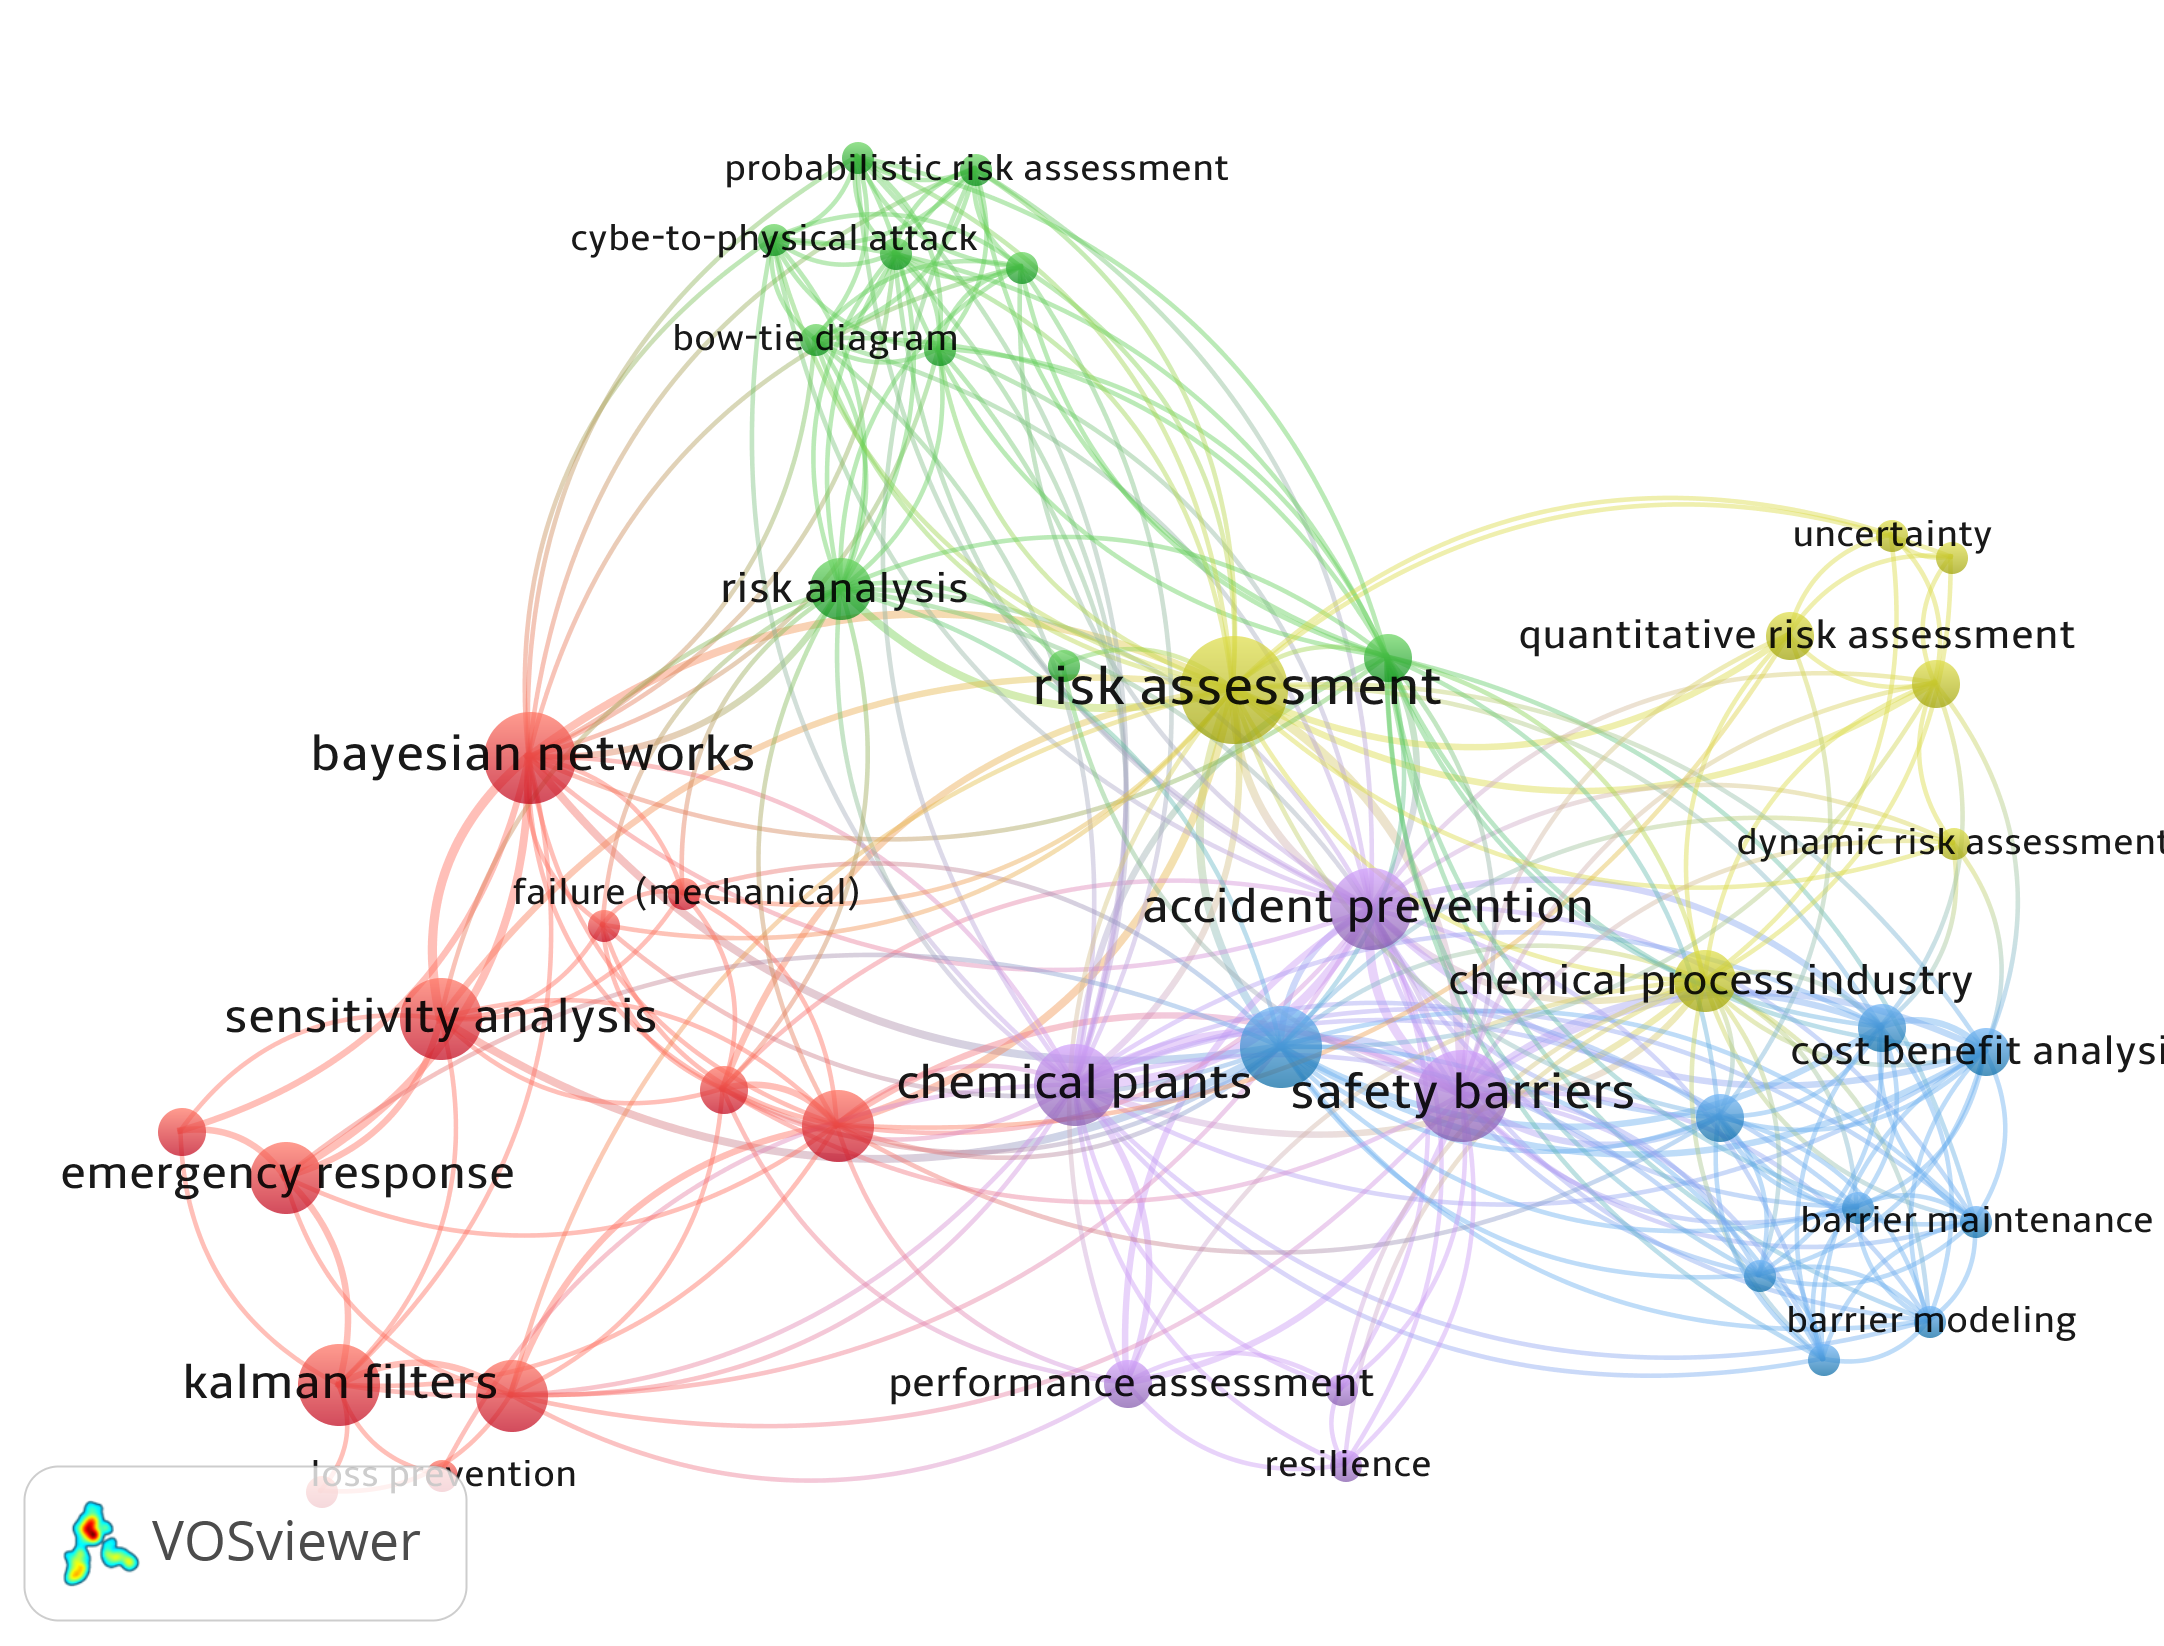 probabilistic risk assessment
cybe-to-physical attack
bow-tie diagram
uncertainty
risk analysis
quantitative risk assessment
risk assessment
bayesian networks
dynamic risk assessment
failure (mechanical)
accident prevention
chemical process industry
sensitivity analysis
cost benefit analysi
chemical plants
safety barriers
emergency response
barrier maintenance
barrier modeling
kalman filters
performance assessment
resilience
loss prevention
VOSviewer